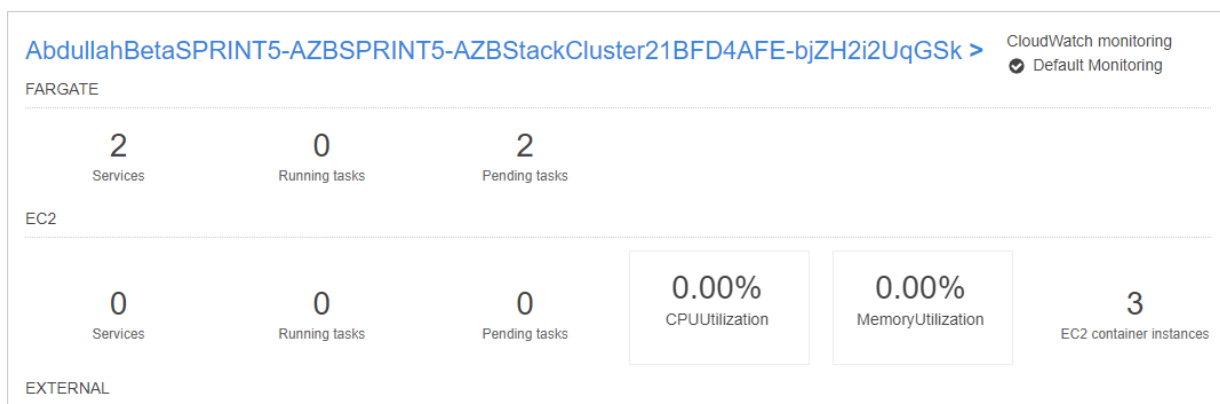 AbdullahBetaSPRINT5-AZBSPRINT5-AZBStackCluster21BFD4AFE-bjZH2i2UqGSk >
CloudWatch monitoring
Default Monitoring
FARGATE
2 0 2
Services Running tasks Pending tasks
EC2
0 0 0 0.00% 0.00% 3
Services Running tasks Pending tasks CPUUtilization MemoryUtilization EC2 container instances
EXTERNAL